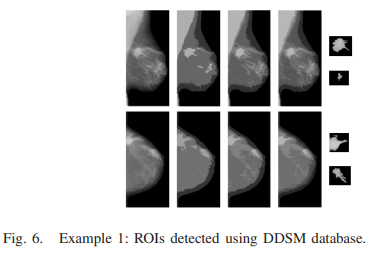 Fig. 6. Example 1: ROIs detected using DDSM database.